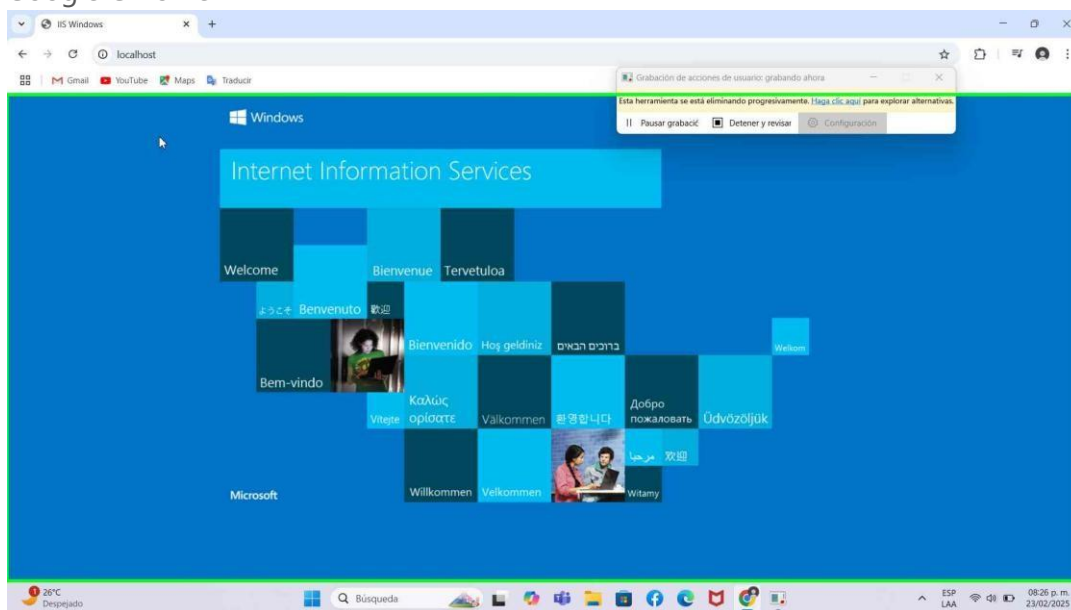 IIS Windows
localhost
Gmail YouTube Maps Traducir
Grabación de acciones de usuario: grabando ahora
Esta herramienta se está eliminando progresivamente. Haga clic aquí para explorar alternativas.
Pausar grabació Detener y revisar Configuración
Windows
Internet Information Services
Welcome Bienvenue Tervetuloa
ようこそ Benvenuto 歡迎
Bienvenido Hoş geldiniz ברוכים הבאים Welkom
Bem-vindo
Vítejte Καλώς
ορίσατε Välkommen 환영합니다 Добро
пожаловать Üdvözöljük
مرحبا 欢迎
Microsoft Willkommen Velkommen Witamy
1 26°C
Despejado
Búsqueda
ESP
LAA
08:26 p. m.
23/02/2025